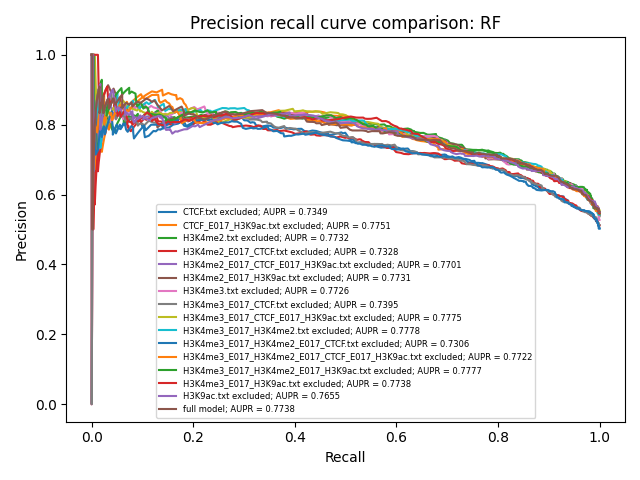 Precision recall curve comparison: RF
1.0
0.8
0.6
0.4
0.2
0.0
Precision
CTCF.txt excluded; AUPR = 0.7349
CTCF_E017_H3K9ac.txt excluded; AUPR = 0.7751
H3K4me2.txt excluded; AUPR = 0.7732
H3K4me2_E017_CTCF.txt excluded; AUPR = 0.7328
H3K4me2_E017_CTCF_E017_H3K9ac.txt excluded; AUPR = 0.7701
H3K4me2_E017_H3K9ac.txt excluded; AUPR = 0.7731
H3K4me3.txt excluded; AUPR = 0.7726
H3K4me3_E017_CTCF.txt excluded; AUPR = 0.7395
H3K4me3_E017_CTCF_E017_H3K9ac.txt excluded; AUPR = 0.7775
H3K4me3_E017_H3K4me2.txt excluded; AUPR = 0.7778
H3K4me3_E017_H3K4me2_E017_CTCF.txt excluded; AUPR = 0.7306
H3K4me3_E017_H3K4me2_E017_CTCF_E017_H3K9ac.txt excluded; AUPR = 0.7722
H3K4me3_E017_H3K4me2_E017_H3K9ac.txt excluded; AUPR = 0.7777
H3K4me3_E017_H3K9ac.txt excluded; AUPR = 0.7738
H3K9ac.txt excluded; AUPR = 0.7655
full model; AUPR = 0.7738
0.0 0.2 0.4 0.6 0.8 1.0
Recall